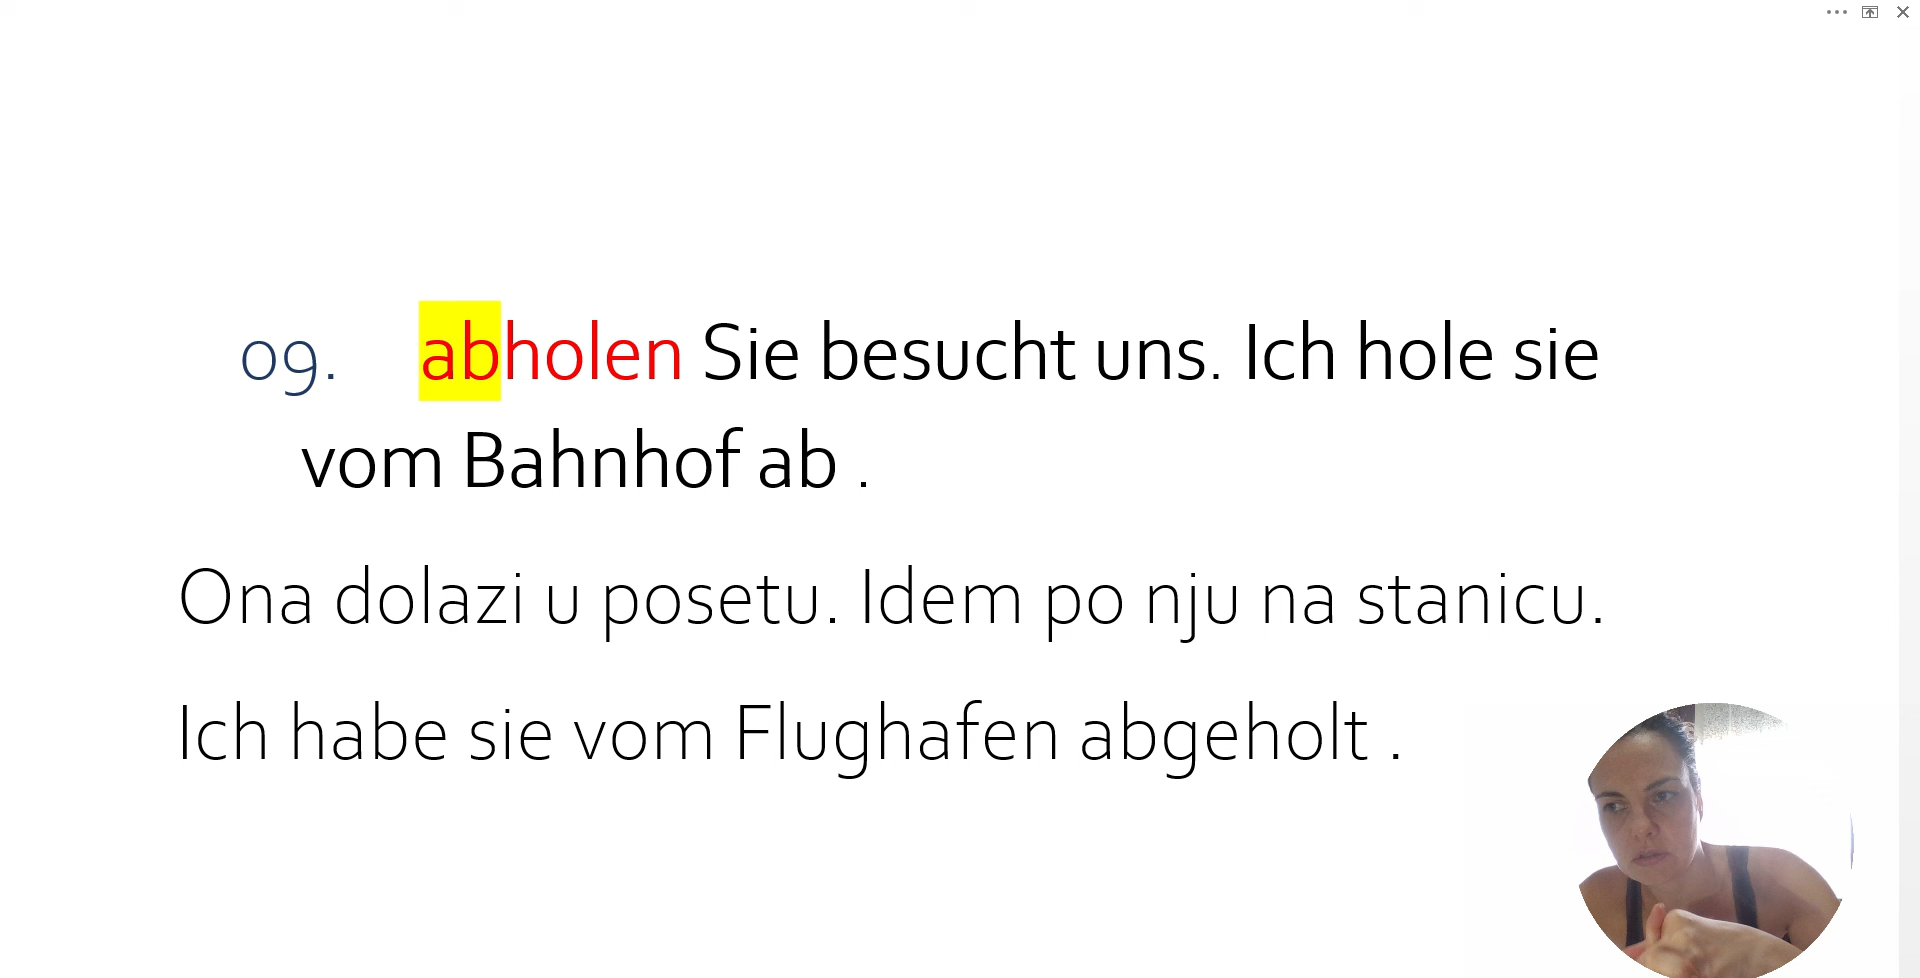 09. abholen Sie besucht uns. Ich hole sie
vom Bahnhof ab .
Ona dolazi u posetu. Idem po nju na stanicu.
Ich habe sie vom Flughafen abgeholt .